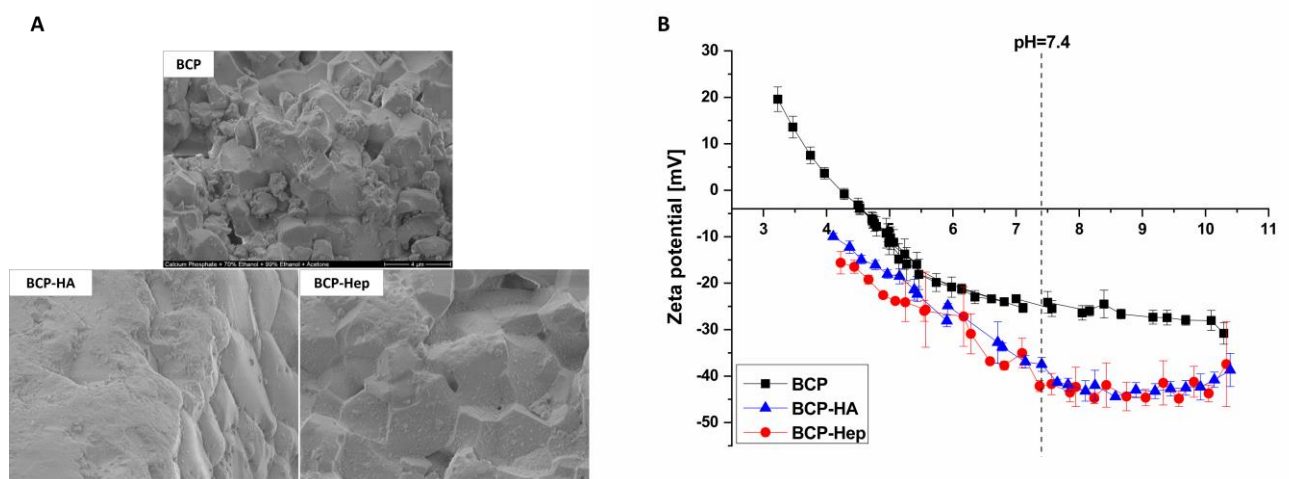 A
BCP
Calcium Phosphate + 70% Ethanol + 99% Ethanol + Acetone
4 µm
BCP-HA
BCP-Hep
B
pH=7.4
30
20
10
0
-10
-20
-30
-40
-50
Zeta potential [mV]
3 4 5 6 7 8 9 10 11
BCP
BCP-HA
BCP-Hep